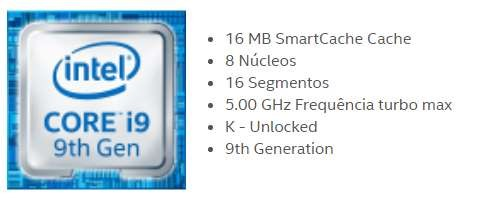 intel
CORE™ i9
9th Gen
16 MB SmartCache Cache
8 Núcleos
16 Segmentos
5.00 GHz Frequência turbo max
K - Unlocked
9th Generation